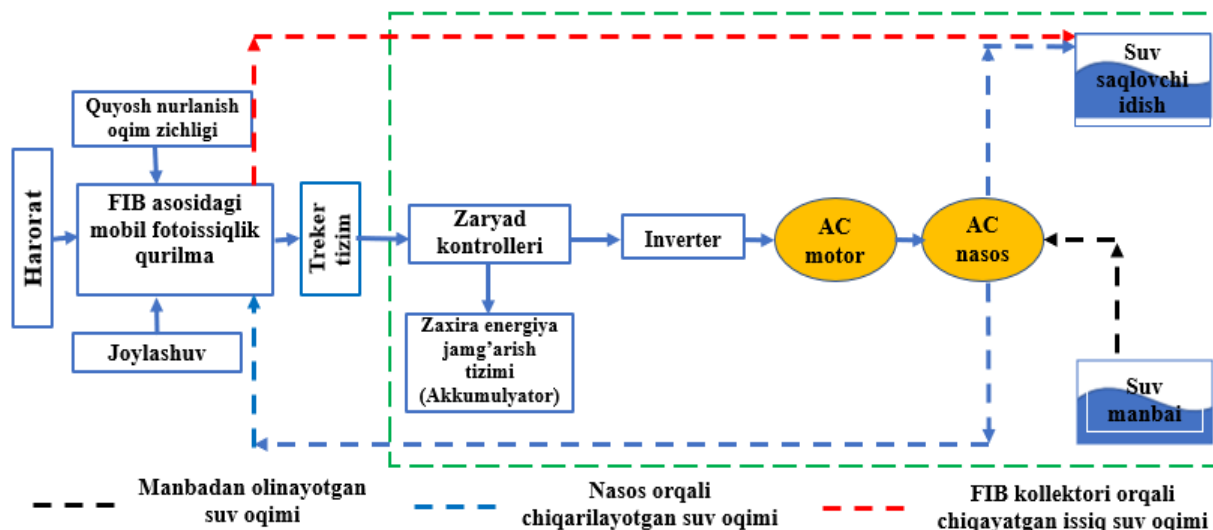 Quyosh nurlanish
oqim zichligi
Harorat
FIB asosidagi
mobil fotoissiqlik
qurilma
Joylashuv
Treker
tizim
Zaryad
kontrolleri
Zaxira energiya
jamg’arish
tizimi
(Akkumulyator)
Inverter
AC
motor
AC
nasos
Suv
saqlovchi
idish
Suv
manbai
Manbadan olinayotgan
suv oqimi
Nasos orqali
chiqarilayotgan suv oqimi
FIB kollektori orqali
chiqayatgan issiq suv oqimi